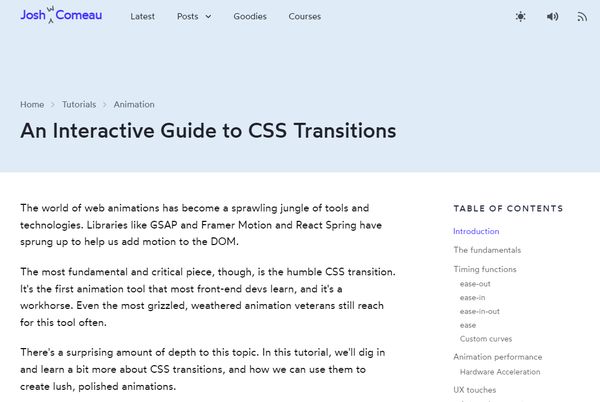 Josh W Comeau
Latest
Posts
Goodies
Courses
Home
Tutorials
Animation
An Interactive Guide to CSS Transitions
The world of web animations has become a sprawling jungle of tools and
technologies. Libraries like GSAP and Framer Motion and React Spring have
sprung up to help us add motion to the DOM.
The most fundamental and critical piece, though, is the humble CSS transition.
It's the first animation tool that most front-end devs learn, and it's a
workhorse. Even the most grizzled, weathered animation veterans still reach
for this tool often.
There's a surprising amount of depth to this topic. In this tutorial, we'll dig in
and learn a bit more about CSS transitions, and how we can use them to
create lush, polished animations.
TABLE OF CONTENTS
Introduction
The fundamentals
Timing functions
ease-out
ease-in
ease-in-out
ease
Custom curves
Animation performance
Hardware Acceleration
UX touches